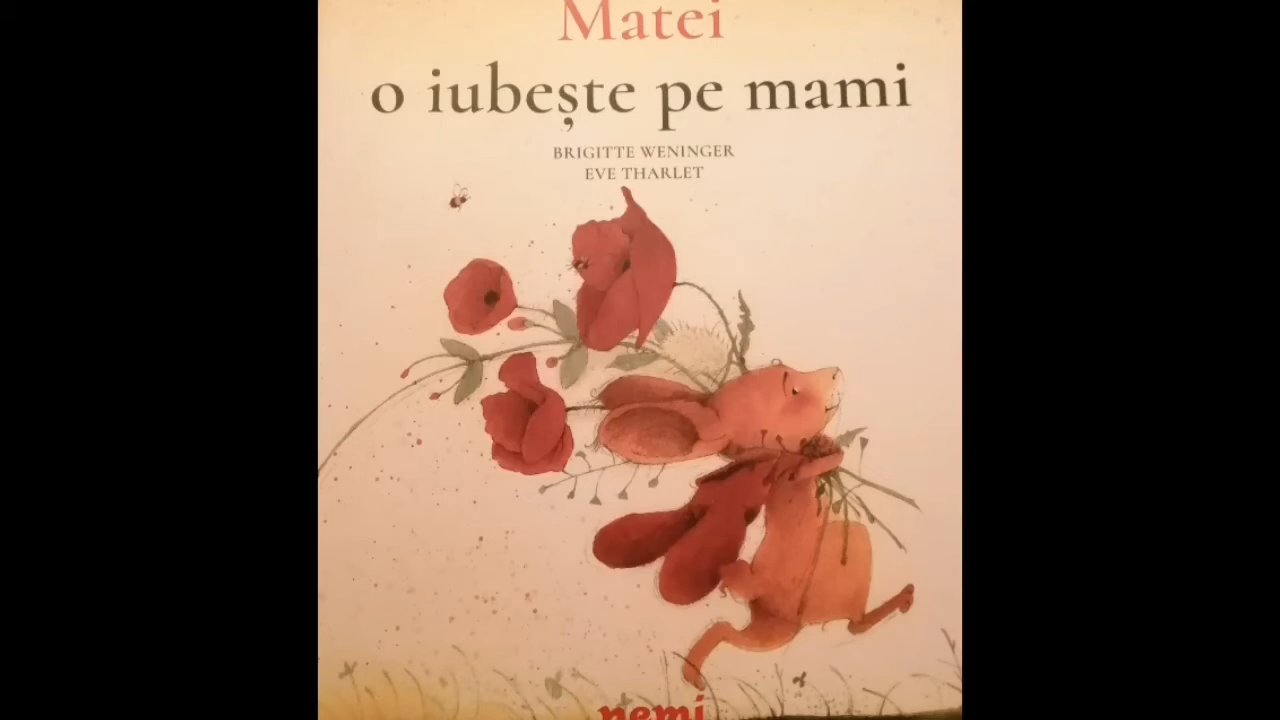 Matei
o iubește pe mami
BRIGITTE WENINGER
EVE THARLET
nemi